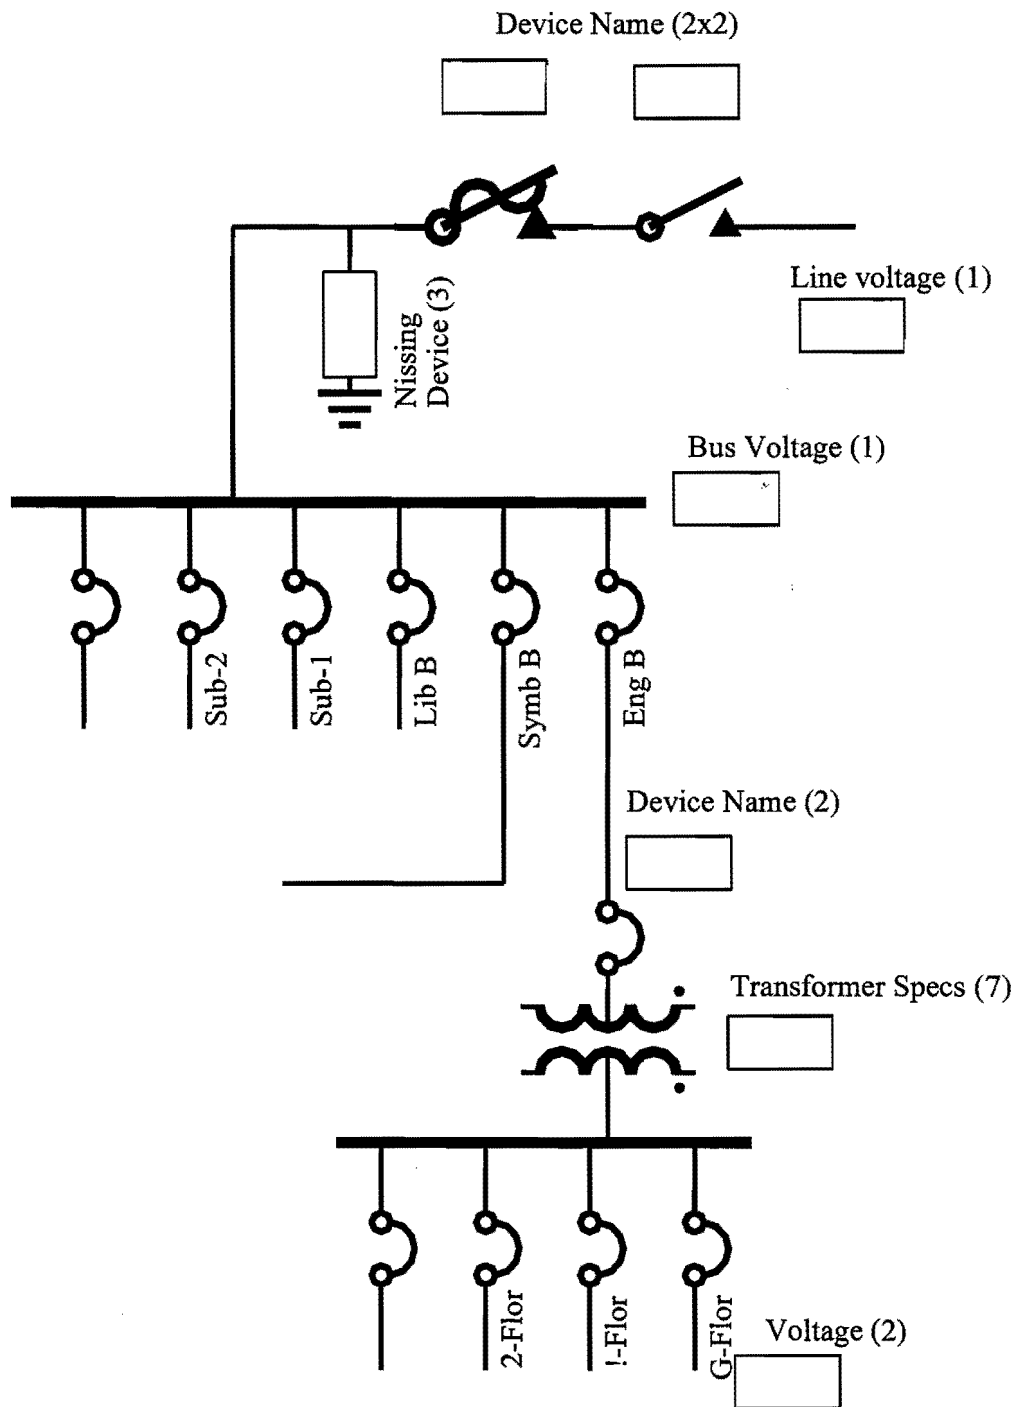 Device Name (2x2)
Line voltage (1)
Nissing
Device (3)
Bus Voltage (1)
Sub-2
Sub-1
Lib B
Symb B
Eng B
Device Name (2)
Transformer Specs (7)
2-Flor
!-Flor
G-Flor
Voltage (2)